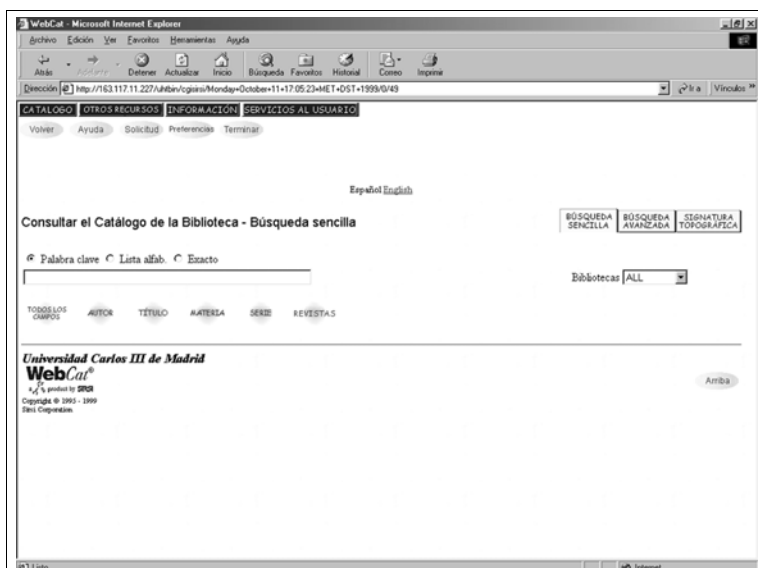 WebCat - Microsoft Internet Explorer
Archivo Edición Ver Favoritos Herramientas Ayuda
Atrás Adelante Detener Actualizar Inicio Búsqueda Favoritos Historial Correo Imprimir
Dirección http://163.117.11.227/uhtbin/cgisirsi/Monday+October+11+17:05:23+MET+DST+1999/0/49 Ir a Vínculos »
CATALOGO OTROS RECURSOS INFORMACIÓN SERVICIOS AL USUARIO
Volver Ayuda Solicitud Preferencias Terminar
Español English
Consultar el Catálogo de la Biblioteca - Búsqueda sencilla
BÚSQUEDA SENCILLA
BÚSQUEDA AVANZADA
SIGNATURA TOPOGRÁFICA
Palabra clave Lista alfab. Exacto
Bibliotecas ALL
TODOS LOS CAMPOS AUTOR TÍTULO MATERIA SERIE REVISTAS
Universidad Carlos III de Madrid
WebCat®
a product by SIRSI
Arriba
Copyright © 1995 - 1999
Sirsi Corporation
Listo Internet